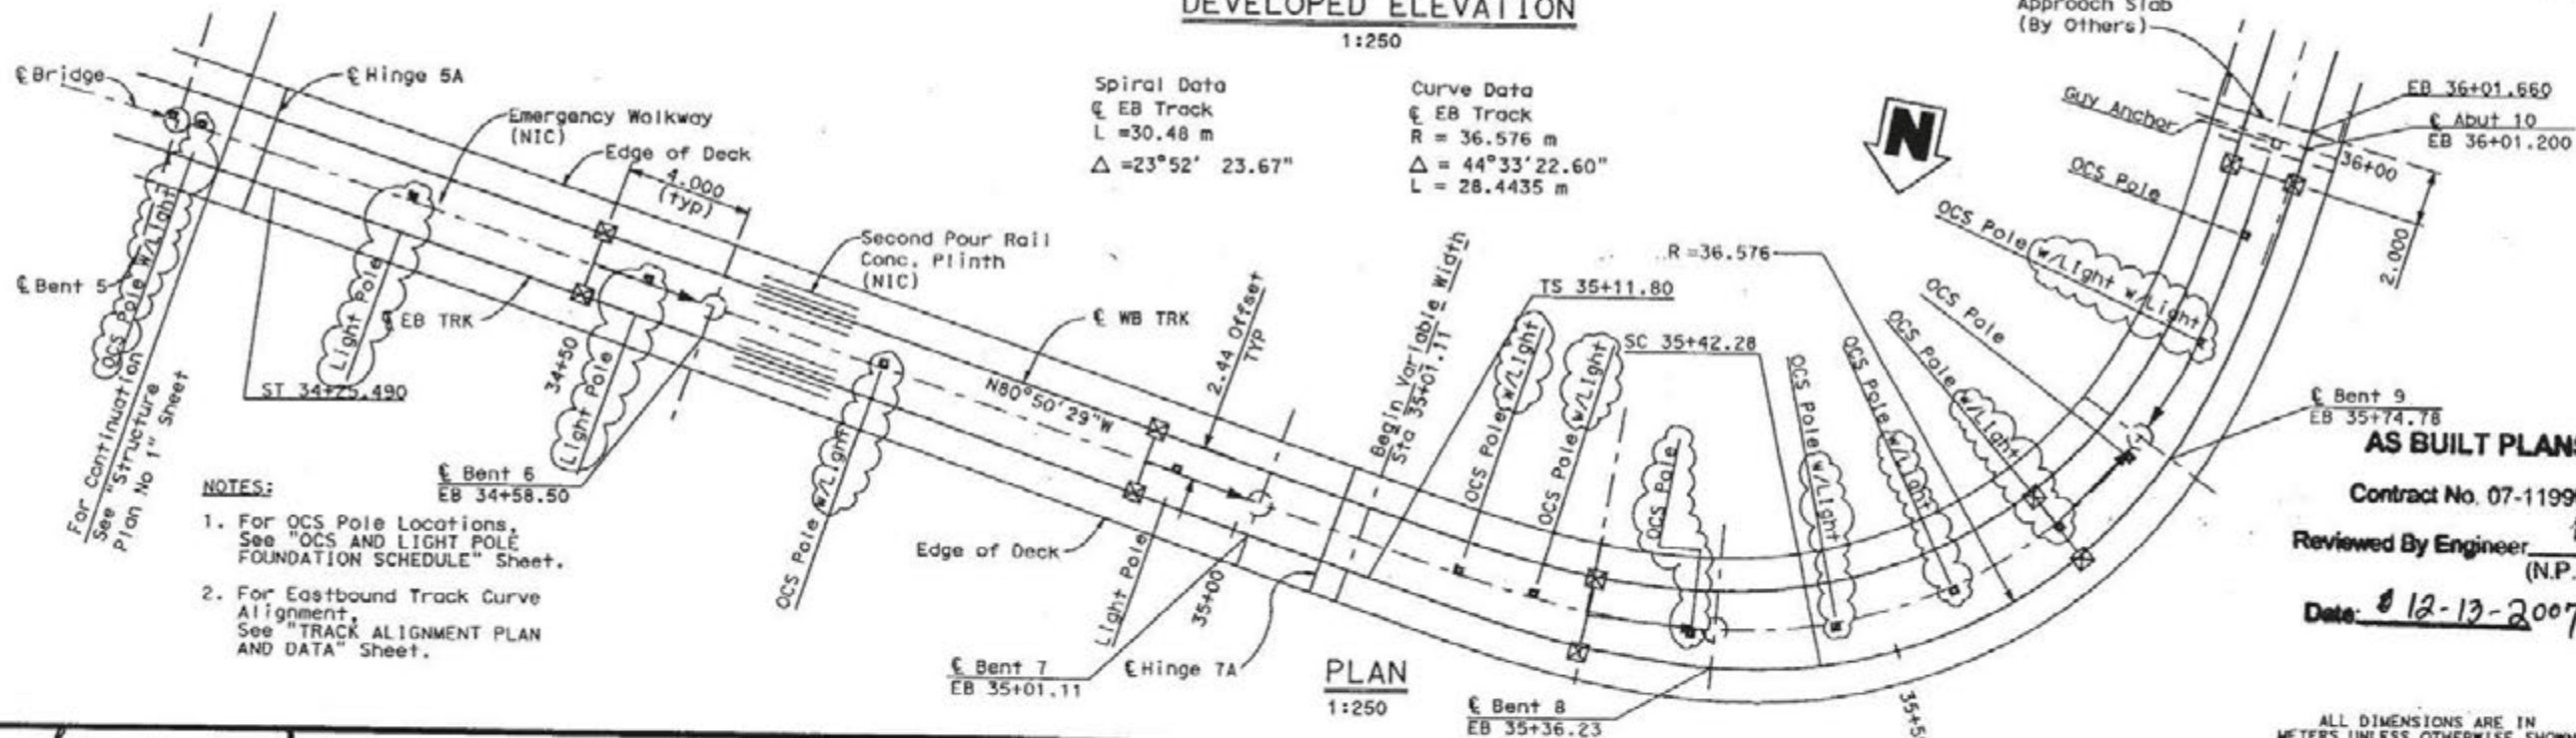 DEVELOPED ELEVATION
1:250
Approach Slab
(By Others)
℄ Bridge
℄ Hinge 5A
Emergency Walkway
(NIC)
Edge of Deck
4.000
(typ)
Spiral Data
℄ EB Track
L =30.48 m
Δ =23°52' 23.67"
Curve Data
℄ EB Track
R = 36.576 m
Δ = 44°33'22.60"
L = 28.4435 m
N
Guy Anchor
EB 36+01.660
℄ Abut 10
EB 36+01.200
36+00
2.000
OCS Pole
OCS Pole w/Light w/Light
OCS Pole
OCS Pole w/Light
℄ Bent 5
OCS Pole w/Light
Light Pole
℄ EB TRK
34+50
Light Pole
Second Pour Rail
Conc. Plinth
(NIC)
℄ WB TRK
2.44 Offset
TYP
N80°50'29"W
Begin Variable Width
Sta 35+01.11
R =36.576
TS 35+11.80
SC 35+42.28
OCS Pole w/Light
OCS Pole w/Light
OCS Pole
OCS Pole w/Light
OCS Pole w/Light
℄ Bent 9
EB 35+74.78
ST 34+25.490
For Continuation
See "Structure
Plan No 1" Sheet
℄ Bent 6
EB 34+58.50
OCS Pole w/Light
Edge of Deck
Light Pole
35+00
℄ Bent 7
EB 35+01.11
℄ Hinge 7A
℄ Bent 8
EB 35+36.23
35+5
NOTES:
1. For OCS Pole Locations,
See "OCS AND LIGHT POLE
FOUNDATION SCHEDULE" Sheet.
2. For Eastbound Track Curve
Alignment,
See "TRACK ALIGNMENT PLAN
AND DATA" Sheet.
PLAN
1:250
AS BUILT PLANS
Contract No. 07-1199
Reviewed By Engineer
(N.P.
Date: 12-13-2007
ALL DIMENSIONS ARE IN
METERS UNLESS OTHERWISE SHOWN